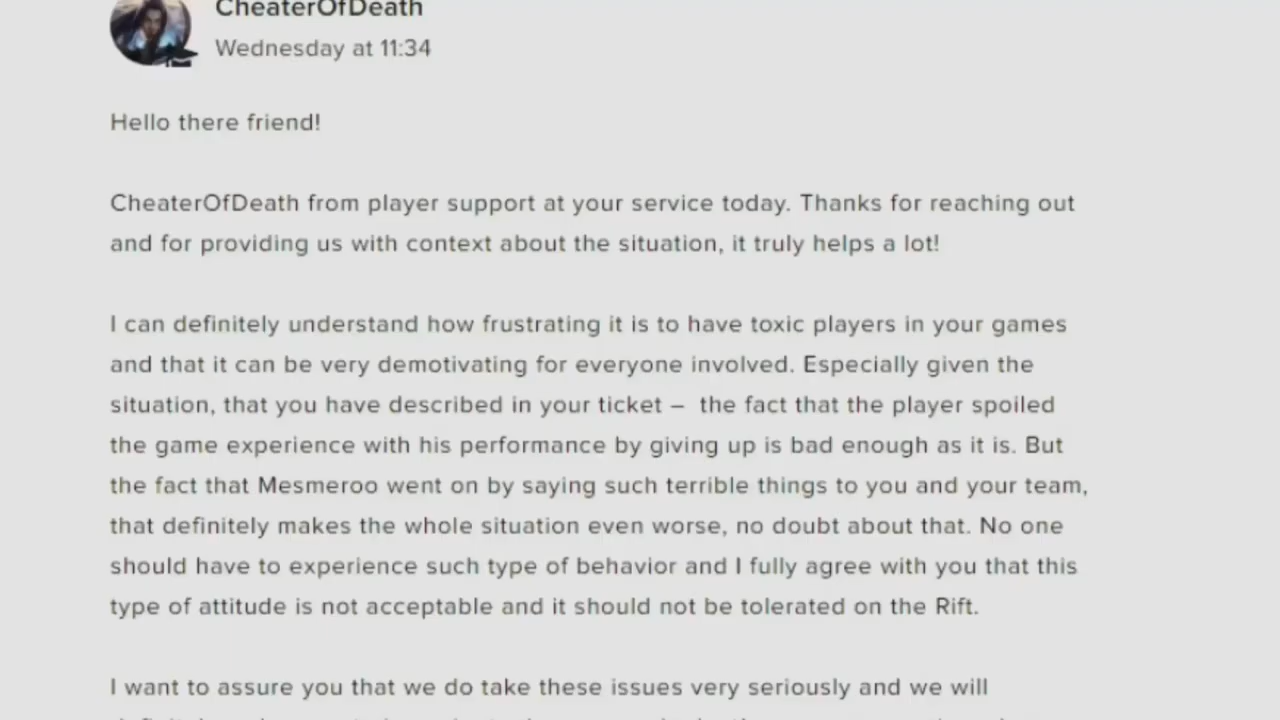 CheaterOfDeath
Wednesday at 11:34
Hello there friend!
CheaterOfDeath from player support at your service today. Thanks for reaching out
and for providing us with context about the situation, it truly helps a lot!
I can definitely understand how frustrating it is to have toxic players in your games
and that it can be very demotivating for everyone involved. Especially given the
situation, that you have described in your ticket –  the fact that the player spoiled
the game experience with his performance by giving up is bad enough as it is. But
the fact that Mesmeroo went on by saying such terrible things to you and your team,
that definitely makes the whole situation even worse, no doubt about that. No one
should have to experience such type of behavior and I fully agree with you that this
type of attitude is not acceptable and it should not be tolerated on the Rift.
I want to assure you that we do take these issues very seriously and we will